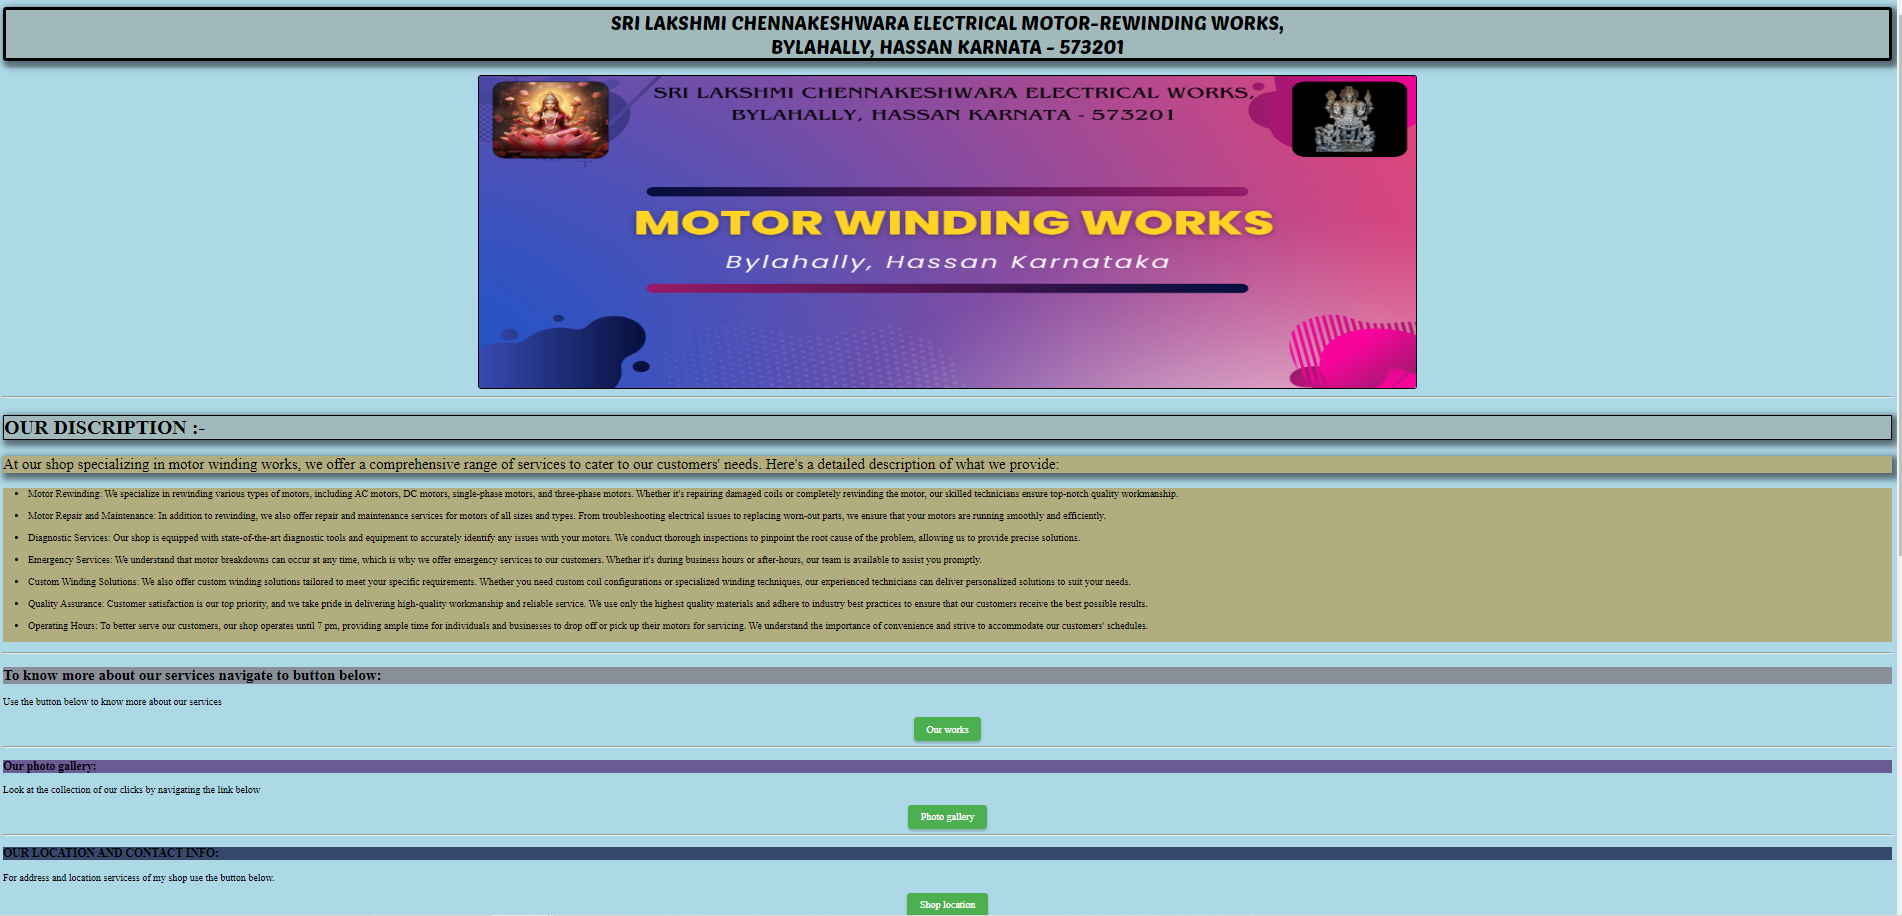 SRI LAKSHMI CHENNAKESHWARA ELECTRICAL MOTOR-REWINDING WORKS,
BYLAHALLY, HASSAN KARNATA - 573201
SRI LAKSHMI CHENNAKESHWARA ELECTRICAL WORKS,
BYLAHALLY, HASSAN KARNATA - 573201
MOTOR WINDING WORKS
Bylahally, Hassan Karnataka
OUR DISCRIPTION :-
At our shop specializing in motor winding works, we offer a comprehensive range of services to cater to our customers' needs. Here's a detailed description of what we provide:
• Motor Rewinding: We specialize in rewinding various types of motors, including AC motors, DC motors, single-phase motors, and three-phase motors. Whether it's repairing damaged coils or completely rewinding the motor, our skilled technicians ensure top-notch quality workmanship.
• Motor Repair and Maintenance: In addition to rewinding, we also offer repair and maintenance services for motors of all sizes and types. From troubleshooting electrical issues to replacing worn-out parts, we ensure that your motors are running smoothly and efficiently.
• Diagnostic Services: Our shop is equipped with state-of-the-art diagnostic tools and equipment to accurately identify any issues with your motors. We conduct thorough inspections to pinpoint the root cause of the problem, allowing us to provide precise solutions.
• Emergency Services: We understand that motor breakdowns can occur at any time, which is why we offer emergency services to our customers. Whether it's during business hours or after-hours, our team is available to assist you promptly.
• Custom Winding Solutions: We also offer custom winding solutions tailored to meet your specific requirements. Whether you need custom coil configurations or specialized winding techniques, our experienced technicians can deliver personalized solutions to suit your needs.
• Quality Assurance: Customer satisfaction is our top priority, and we take pride in delivering high-quality workmanship and reliable service. We use only the highest quality materials and adhere to industry best practices to ensure that our customers receive the best possible results.
• Operating Hours: To better serve our customers, our shop operates until 7 pm, providing ample time for individuals and businesses to drop off or pick up their motors for servicing. We understand the importance of convenience and strive to accommodate our customers' schedules.
To know more about our services navigate to button below:
Use the button below to know more about our services
Our works
Our photo gallery:
Look at the collection of our clicks by navigating the link below
Photo gallery
OUR LOCATION AND CONTACT INFO:
For address and location servicess of my shop use the button below.
Shop location